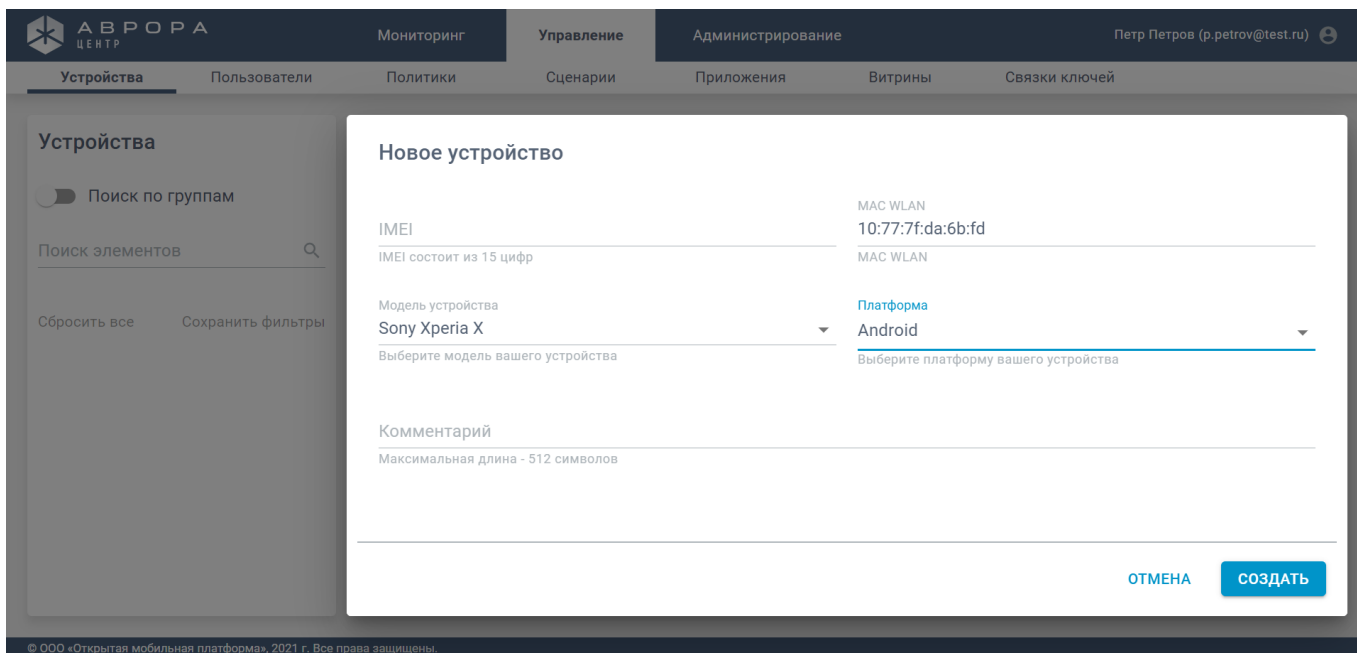 АВРОРА
ЦЕНТР
Мониторинг Управление Администрирование Петр Петров (p.petrov@test.ru)
Устройства Пользователи Политики Сценарии Приложения Витрины Связки ключей
Устройства
Поиск по группам
Поиск элементов
Сбросить все Сохранить фильтры
Новое устройство
MAC WLAN
IMEI 10:77:7f:da:6b:fd
IMEI состоит из 15 цифр MAC WLAN
Модель устройства Платформа
Sony Xperia X Android
Выберите модель вашего устройства Выберите платформу вашего устройства
Комментарий
Максимальная длина - 512 символов
ОТМЕНА СОЗДАТЬ
© ООО «Открытая мобильная платформа», 2021 г. Все права защищены.